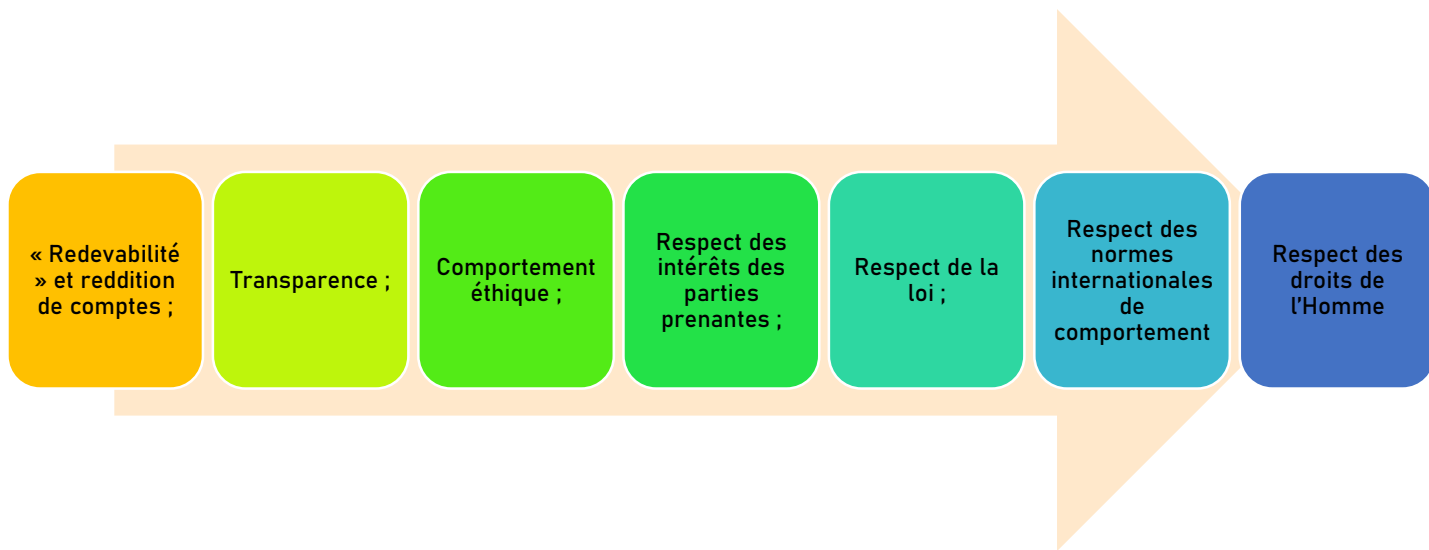 « Redevabilité
» et reddition
de comptes ;
Transparence ;
Comportement
éthique ;
Respect des
intérêts des
parties
prenantes ;
Respect de la
loi ;
Respect des
normes
internationales
de
comportement
Respect des
droits de
l'Homme